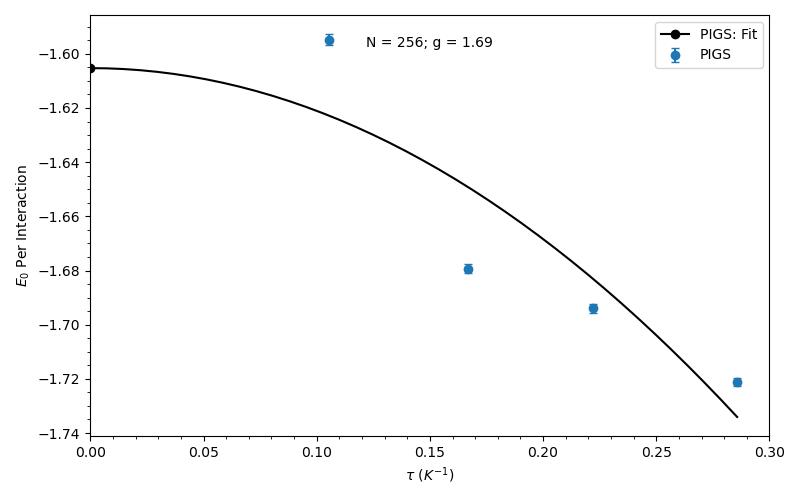 N = 256; g = 1.69
PIGS: Fit
PIGS
E₀ Per Interaction
−1.60
−1.62
−1.64
−1.66
−1.68
−1.70
−1.72
−1.74
0.00 0.05 0.10 0.15 0.20 0.25 0.30
τ (K⁻¹)